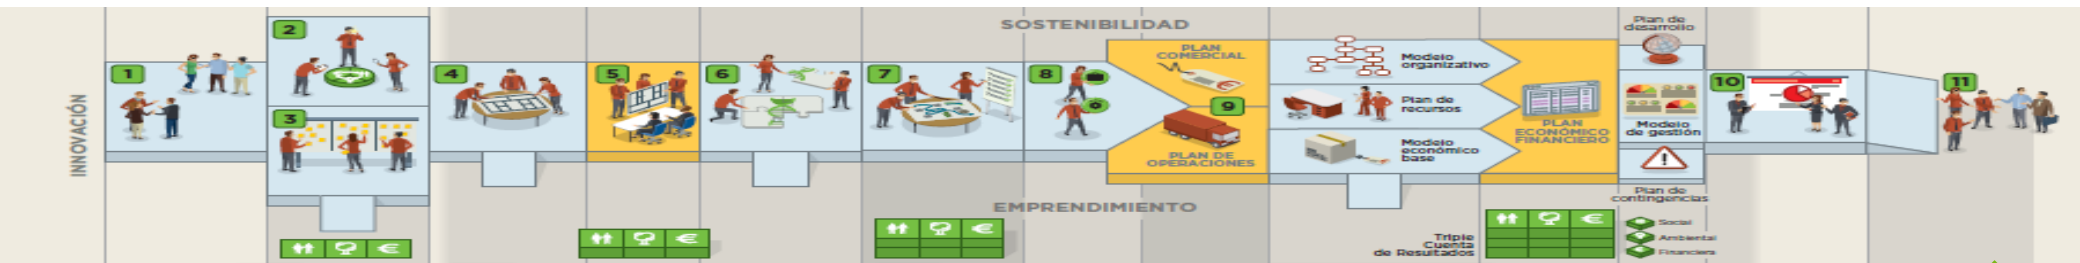 INNOVACIÓN
1
2
3
4
5
6
7
SOSTENIBILIDAD
8
PLAN
COMERCIAL
9
PLAN DE
OPERACIONES
Modelo
organizativo
Plan de
recursos
Modelo
económico
base
PLAN
ECONÓMICO
FINANCIERO
Plan de
desarrollo
Modelo
de gestión
Plan de
contingencias
10
11
EMPRENDIMIENTO
€
€
€
Triple
Cuenta
de Resultados
€
Social
Ambiental
Financiera